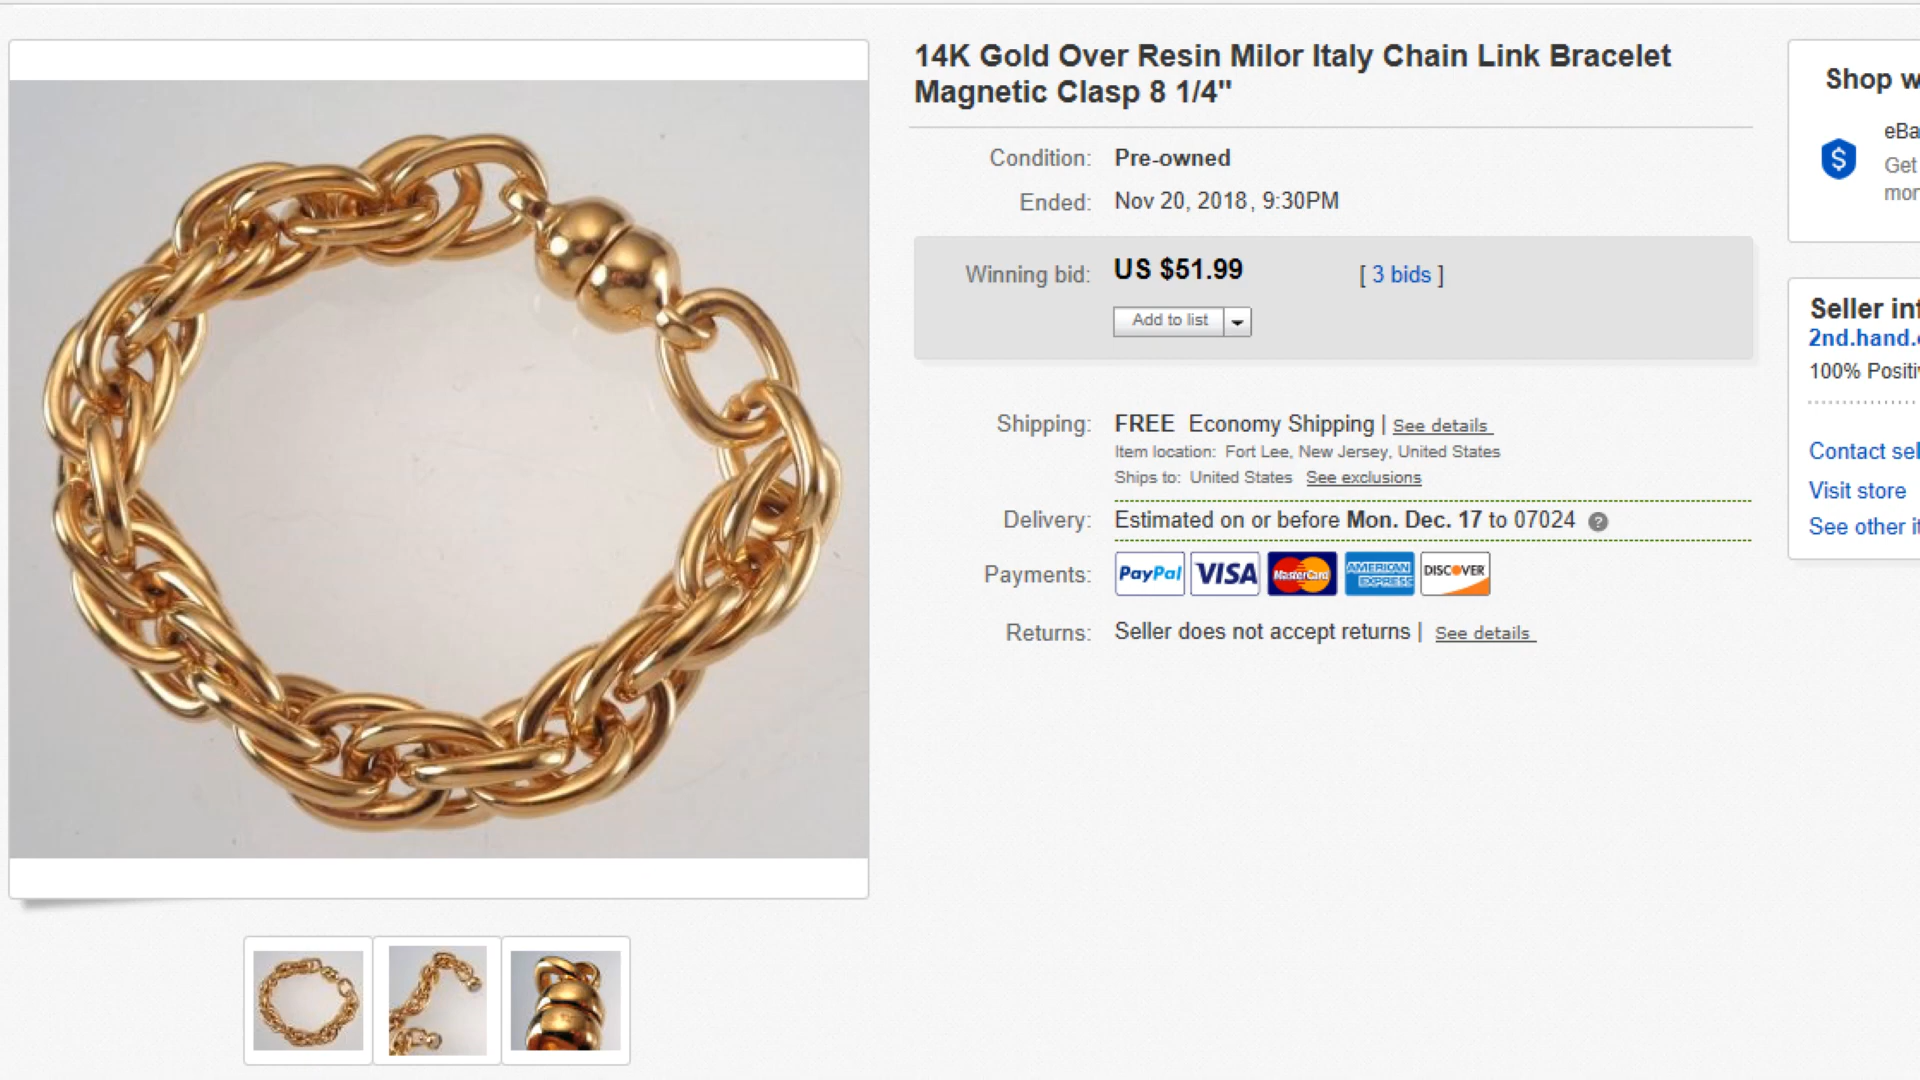 14K Gold Over Resin Milor Italy Chain Link Bracelet
Magnetic Clasp 8 1/4"
Condition: Pre-owned
Ended: Nov 20, 2018, 9:30PM
Winning bid: US $51.99 [ 3 bids ]
Add to list
Shipping: FREE Economy Shipping | See details
Item location: Fort Lee, New Jersey, United States
Ships to: United States See exclusions
Delivery: Estimated on or before Mon. Dec. 17 to 07024 ?
Payments: PayPal VISA MasterCard AMERICAN EXPRESS DISCOVER
Returns: Seller does not accept returns | See details
Shop w
$ eBa
Get
mor
Seller inf
2nd.hand.
100% Positiv
Contact sel
Visit store
See other it